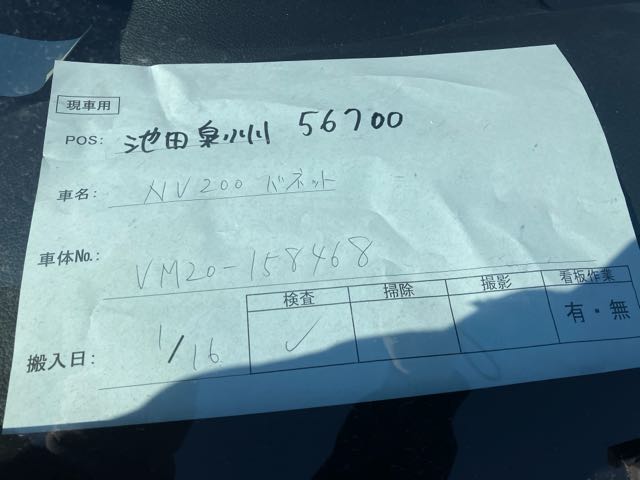 現車用
POS: 池田泉州 56700
車名: NV200 バネット
車体No.: VM20-158468
検査 掃除 撮影 看板作業
搬入日: 1/16 ✓ 有・無